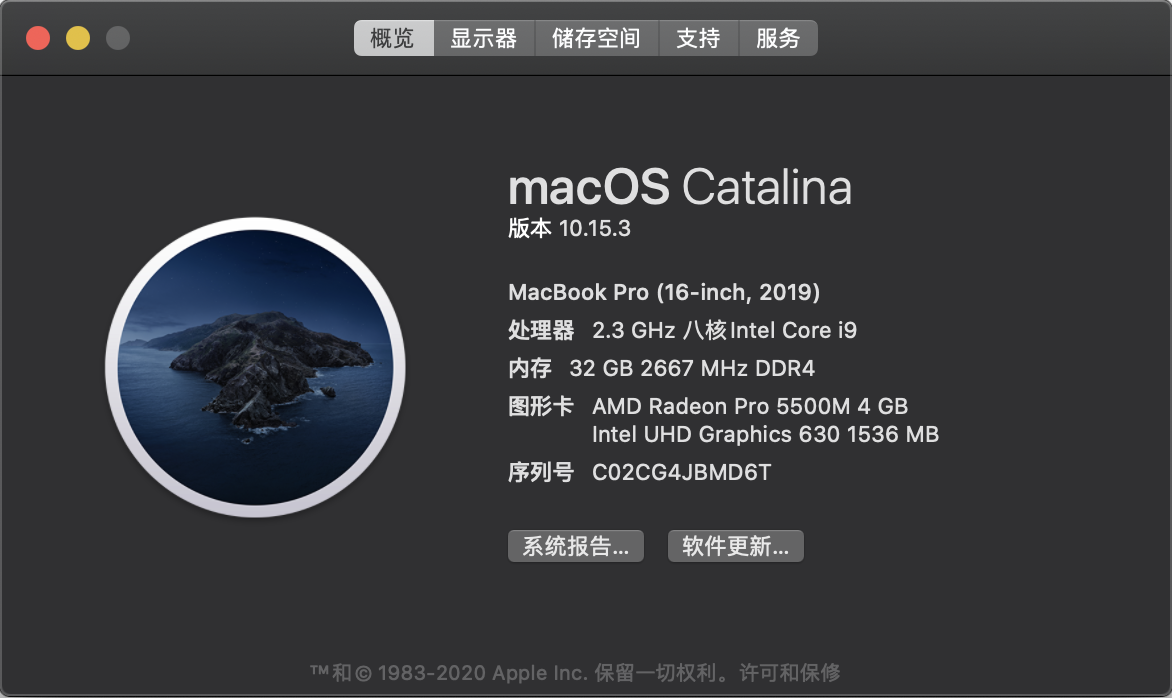 概览 显示器 储存空间 支持 服务
macOS Catalina
版本 10.15.3
MacBook Pro (16-inch, 2019)
处理器 2.3 GHz 八核Intel Core i9
内存 32 GB 2667 MHz DDR4
图形卡 AMD Radeon Pro 5500M 4 GB
Intel UHD Graphics 630 1536 MB
序列号 C02CG4JBMD6T
系统报告... 软件更新...
™和© 1983-2020 Apple Inc. 保留一切权利。许可和保修